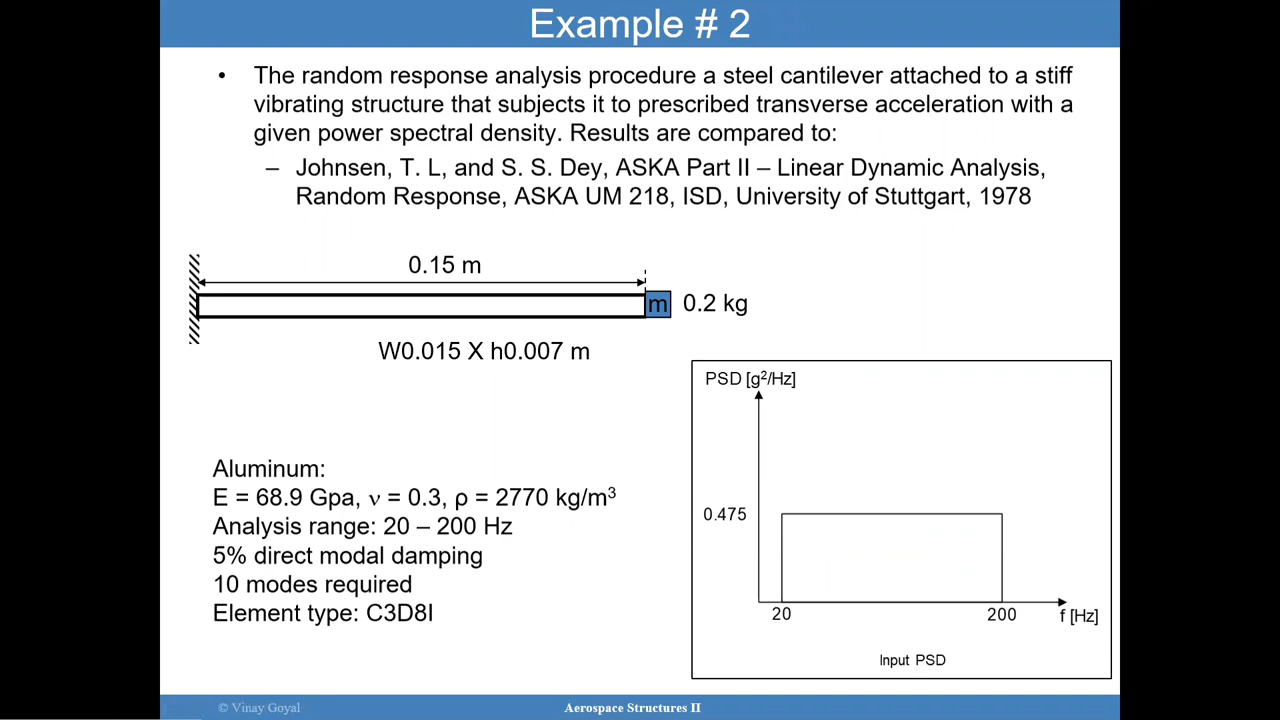 Example # 2
• The random response analysis procedure a steel cantilever attached to a stiff
vibrating structure that subjects it to prescribed transverse acceleration with a
given power spectral density. Results are compared to:
– Johnsen, T. L, and S. S. Dey, ASKA Part II – Linear Dynamic Analysis,
Random Response, ASKA UM 218, ISD, University of Stuttgart, 1978
0.15 m
m 0.2 kg
W0.015 X h0.007 m
PSD [g²/Hz]
0.475
20 200 f [Hz]
Input PSD
Aluminum:
E = 68.9 Gpa, ν = 0.3, ρ = 2770 kg/m³
Analysis range: 20 – 200 Hz
5% direct modal damping
10 modes required
Element type: C3D8I
© Vinay Goyal
Aerospace Structures II